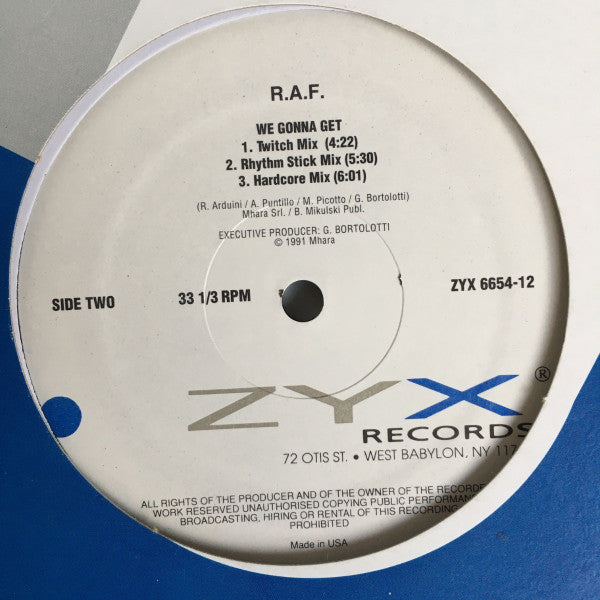 R.A.F.
WE GONNA GET
1. Twitch Mix (4:22)
2. Rhythm Stick Mix (5:30)
3. Hardcore Mix (6:01)
(R. Arduini / A. Puntillo / M. Picotto / G. Bortolotti)
Mhara Srl. / B. Mikulski Publ.
EXECUTIVE PRODUCER: G. BORTOLOTTI
© 1991 Mhara
SIDE TWO 33 1/3 RPM ZYX 6654-12
ZYX ®
RECORDS
72 OTIS ST. • WEST BABYLON, NY 117
ALL RIGHTS OF THE PRODUCER AND OF THE OWNER OF THE RECORDE
WORK RESERVED UNAUTHORISED COPYING PUBLIC PERFORMAN
BROADCASTING, HIRING OR RENTAL OF THIS RECORDING
PROHIBITED
Made in USA